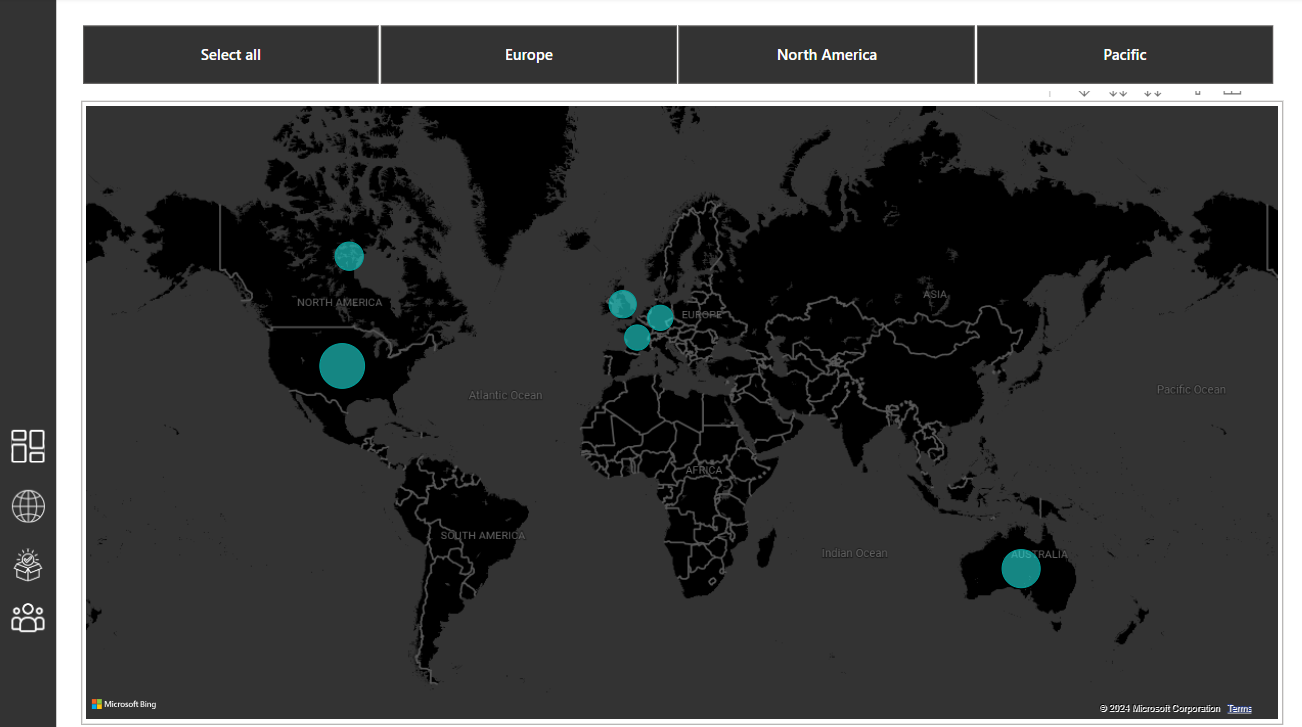 Select all
Europe
North America
Pacific
NORTH AMERICA
EUROPE
ASIA
Atlantic Ocean
Pacific Ocean
AFRICA
SOUTH AMERICA
Indian Ocean
AUSTRALIA
Microsoft Bing
© 2024 Microsoft Corporation Terms